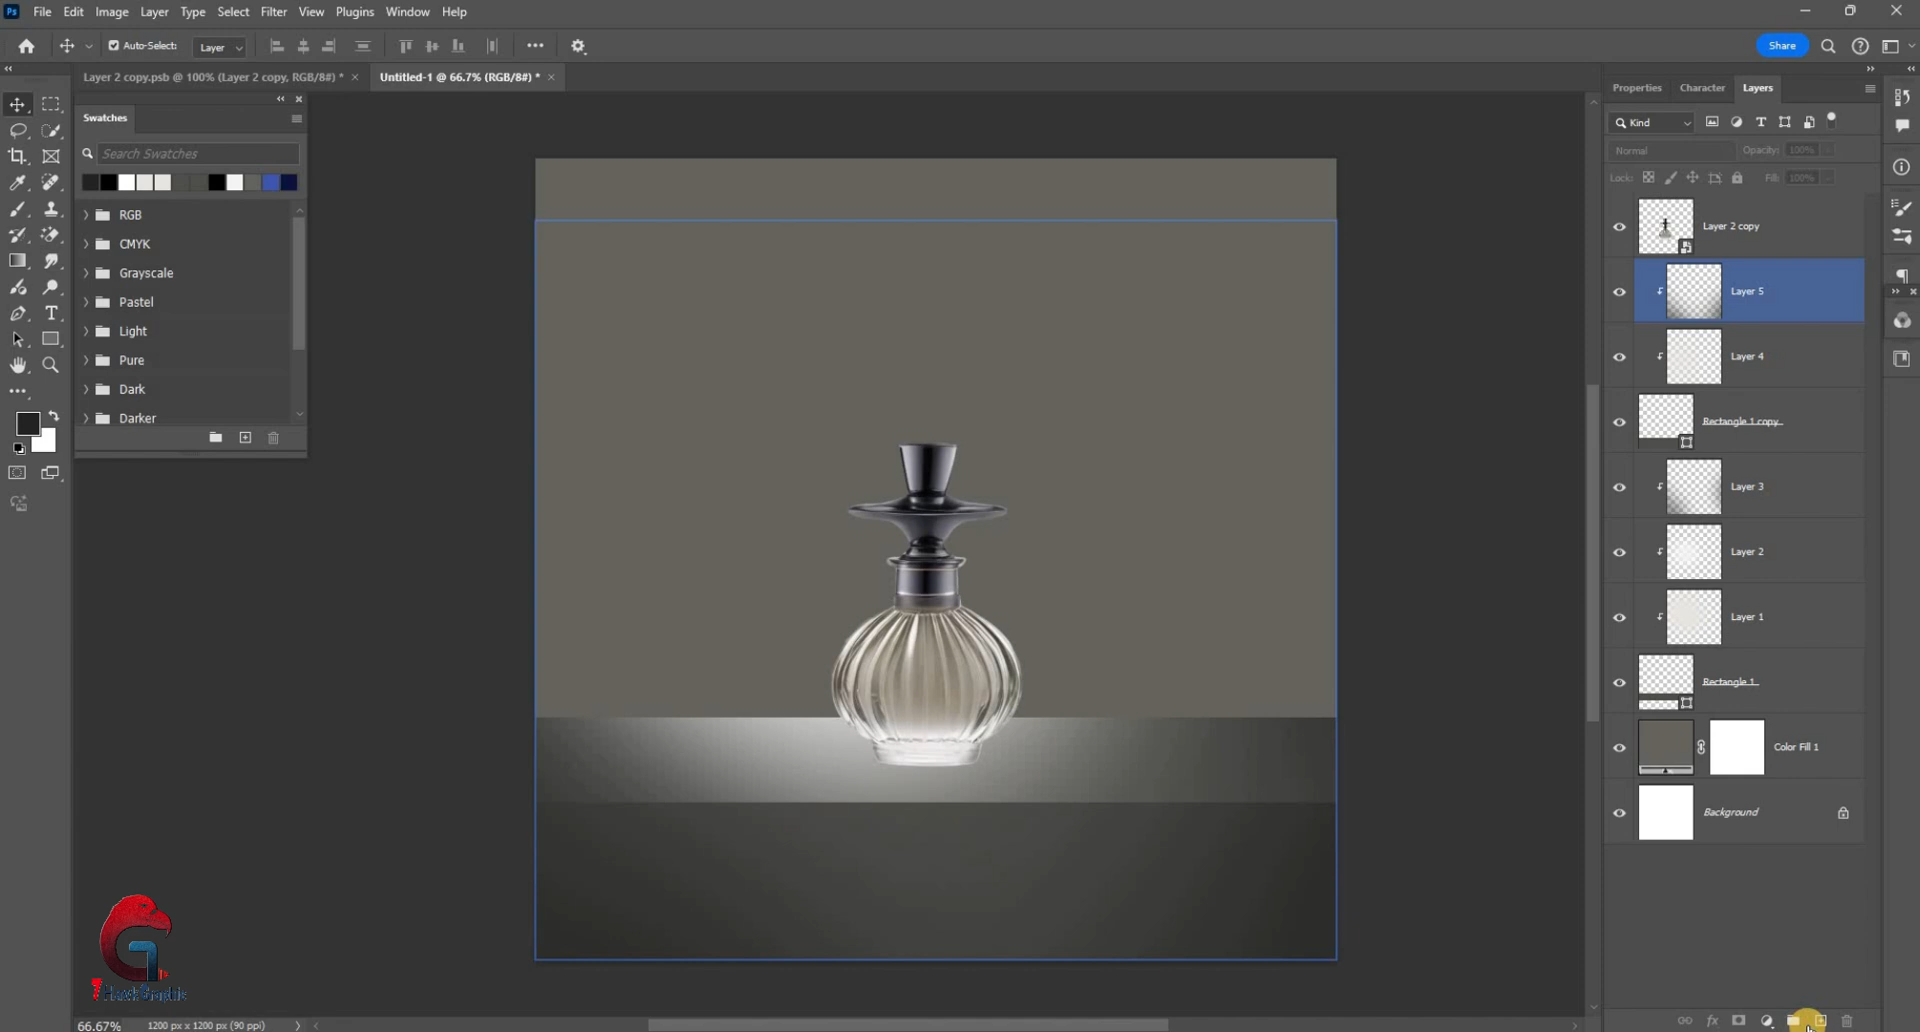 Ps File Edit Image Layer Type Select Filter View Plugins Window Help
Auto-Select: Layer Share
Layer 2 copy.psb @ 100% (Layer 2 copy, RGB/8#) * Untitled-1 @ 66.7% (RGB/8#) *
Swatches
Search Swatches
RGB
CMYK
Grayscale
Pastel
Light
Pure
Dark
Darker
Properties Character Layers
Kind
Normal Opacity: 100%
Lock: Fill: 100%
Layer 2 copy
Layer 5
Layer 4
Rectangle 1 copy
Layer 3
Layer 2
Layer 1
Rectangle 1
Color Fill 1
Background
fx
66.67% 1200 px x 1200 px (90 ppi)